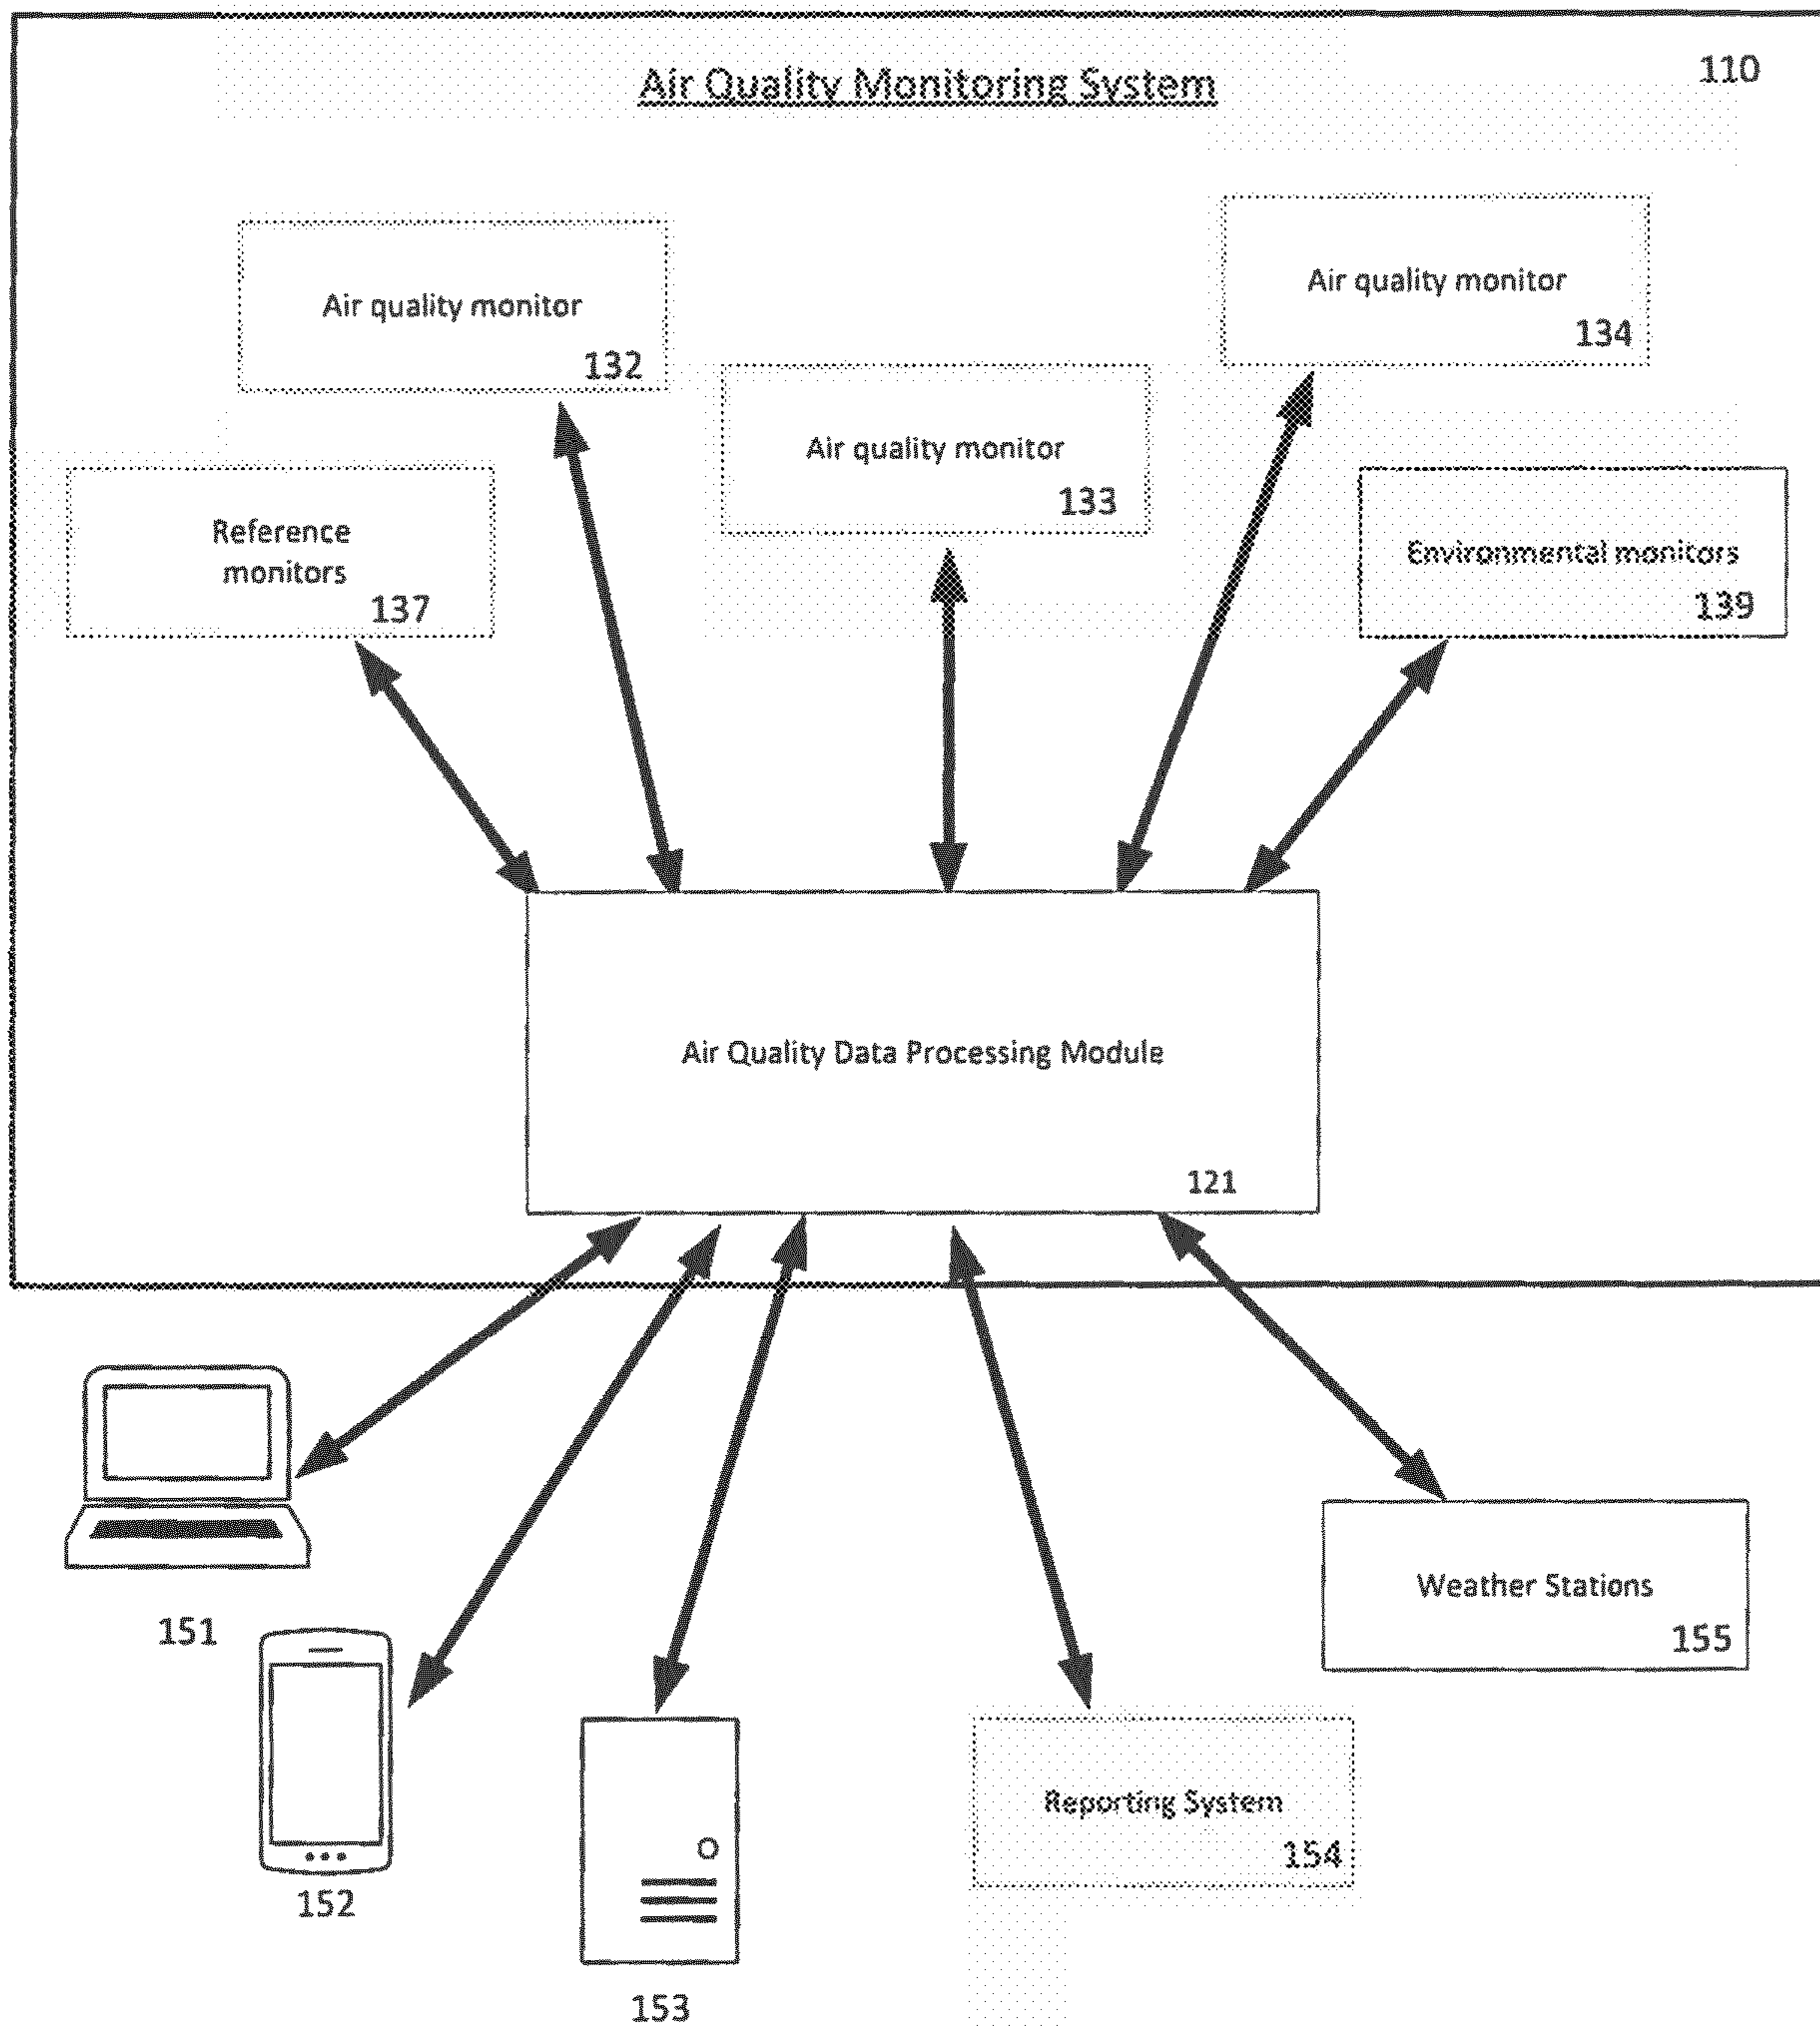 Air Quality Monitoring System
110
Air quality monitor
132
Air quality monitor
134
Air quality monitor
133
Reference
monitors
137
Environmental monitors
139
Air Quality Data Processing Module
121
151
152
153
Reporting System
154
Weather Stations
155